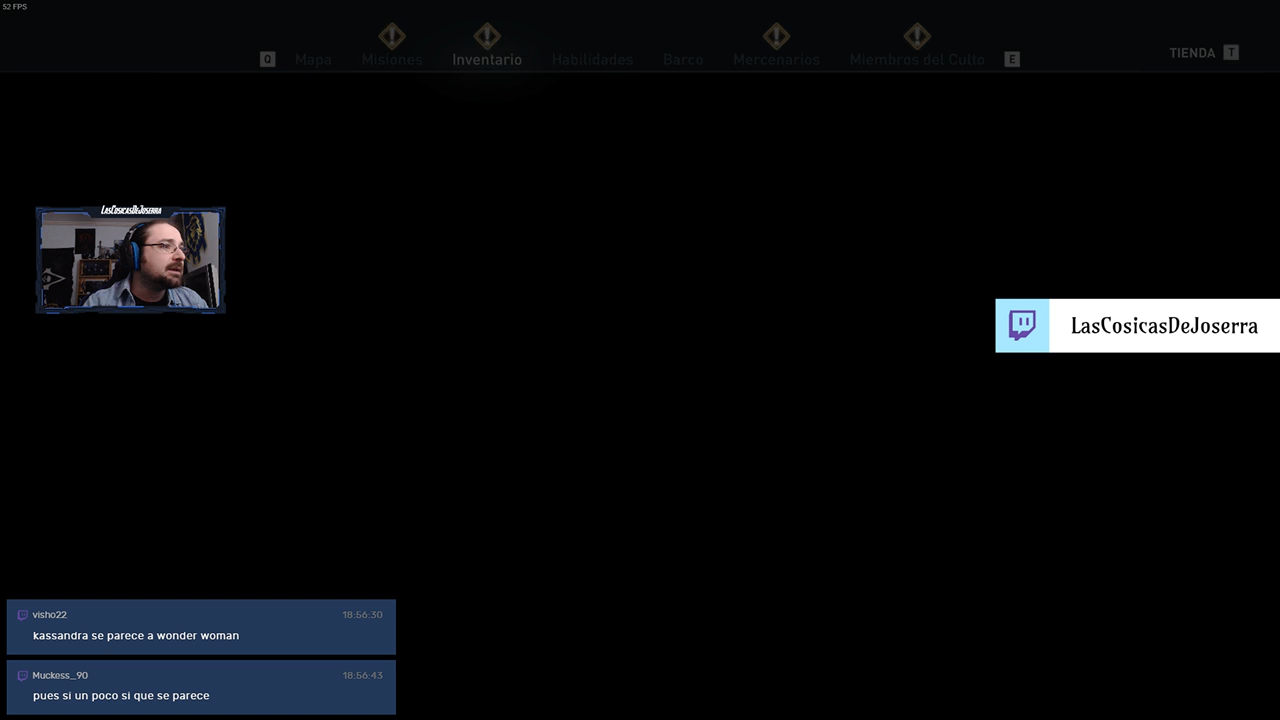 52 FPS
Q Mapa Misiones Inventario Habilidades Barco Mercenarios Miembros del Culto E
TIENDA T
LasCosicasDeJoserra
LasCosicasDeJoserra
visho22 18:56:30
kassandra se parece a wonder woman
Muckess_90 18:56:43
pues si un poco si que se parece